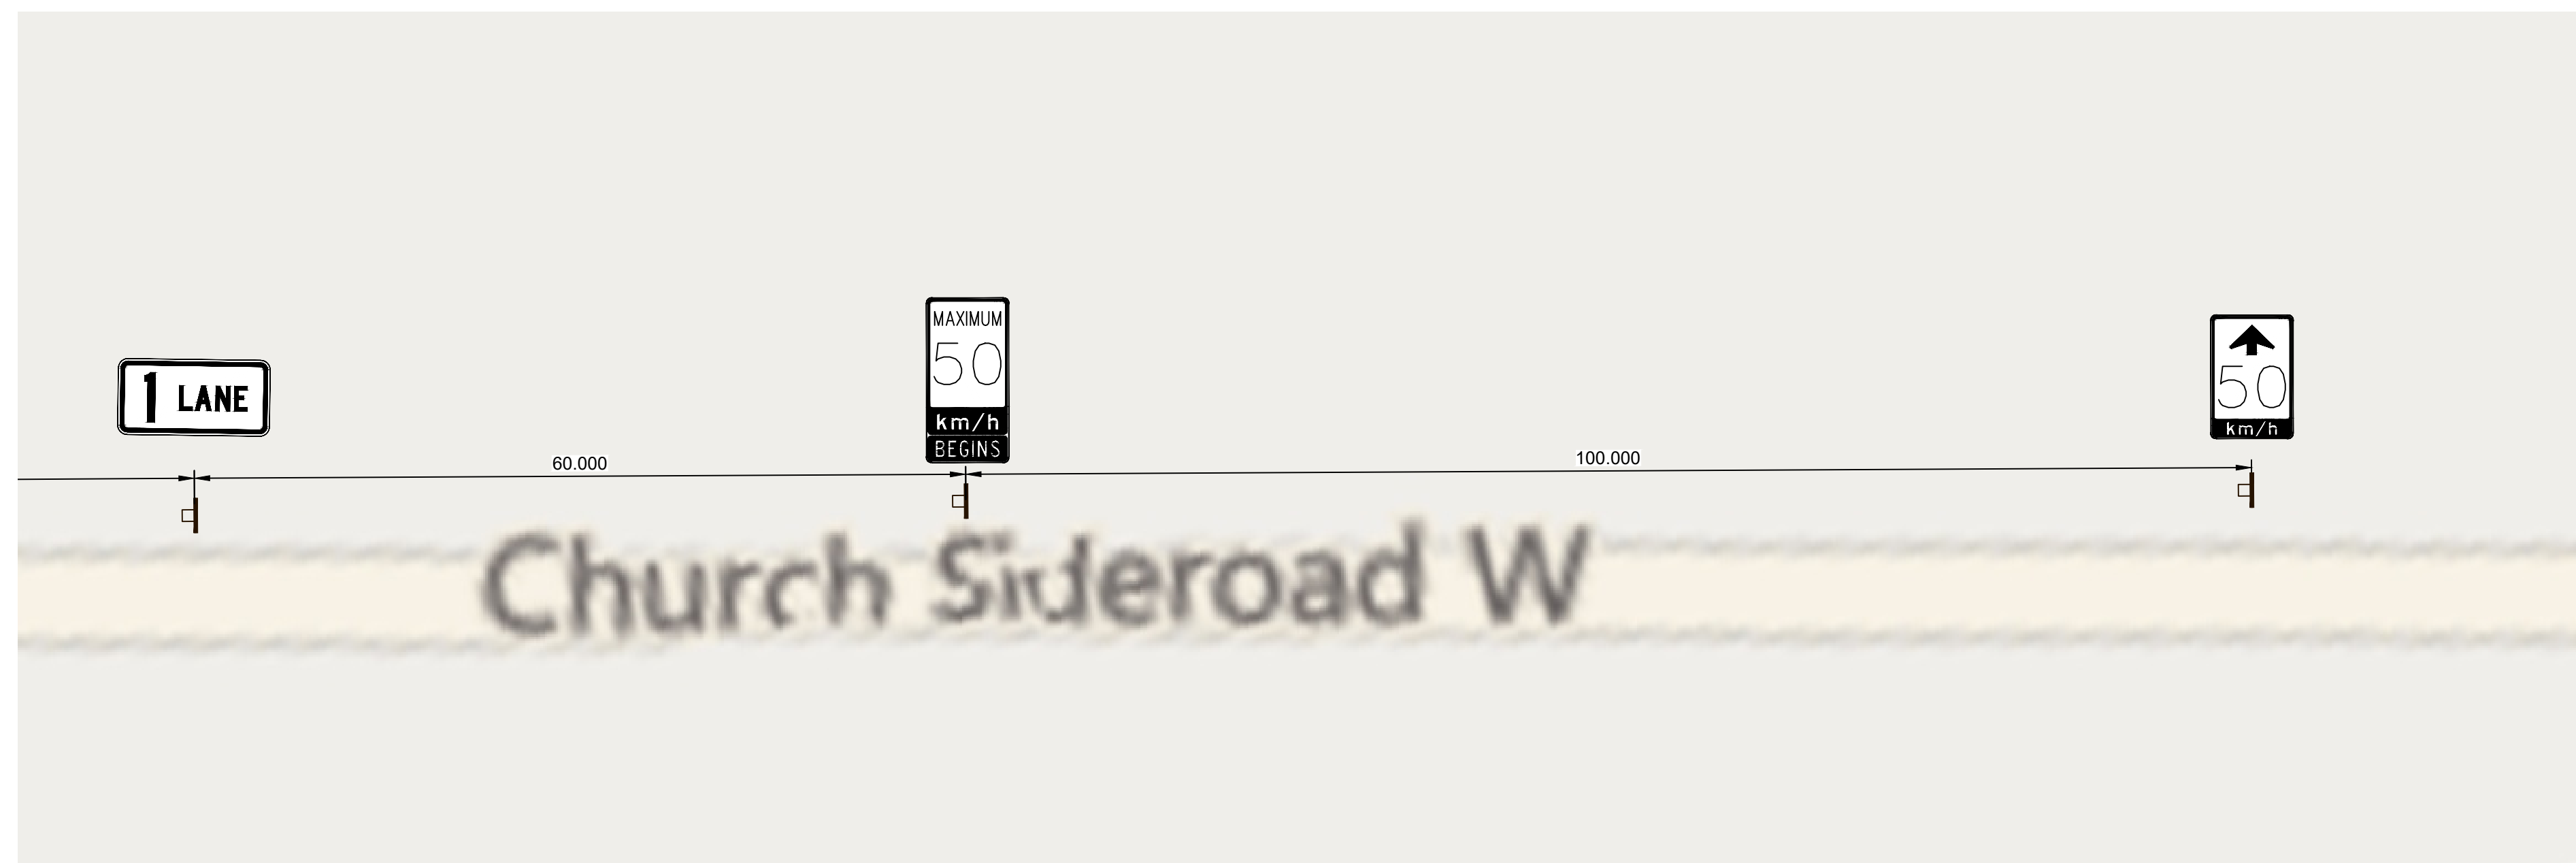 1 LANE
MAXIMUM
50
km/h
BEGINS
50
km/h
60.000
100.000
Church Sideroad W